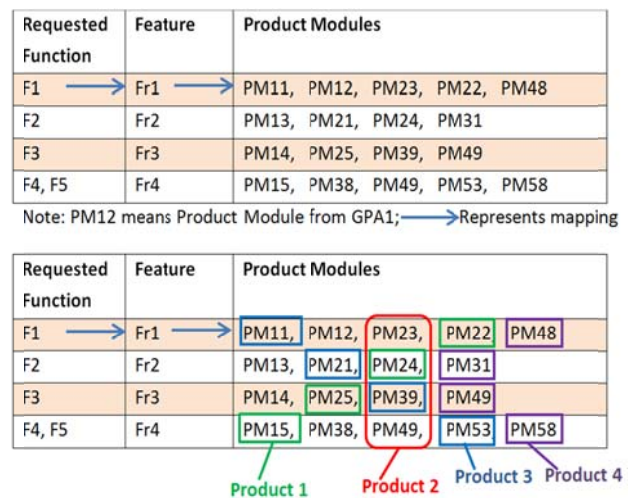 Requested Function Feature Product Modules
F1 Fr1 PM11, PM12, PM23, PM22, PM48
F2 Fr2 PM13, PM21, PM24, PM31
F3 Fr3 PM14, PM25, PM39, PM49
F4, F5 Fr4 PM15, PM38, PM49, PM53, PM58
Note: PM12 means Product Module from GPA1; Represents mapping
Requested Function Feature Product Modules
F1 Fr1 PM11, PM12, PM23, PM22, PM48
F2 Fr2 PM13, PM21, PM24, PM31
F3 Fr3 PM14, PM25, PM39, PM49
F4, F5 Fr4 PM15, PM38, PM49, PM53, PM58
Product 1 Product 2 Product 3 Product 4